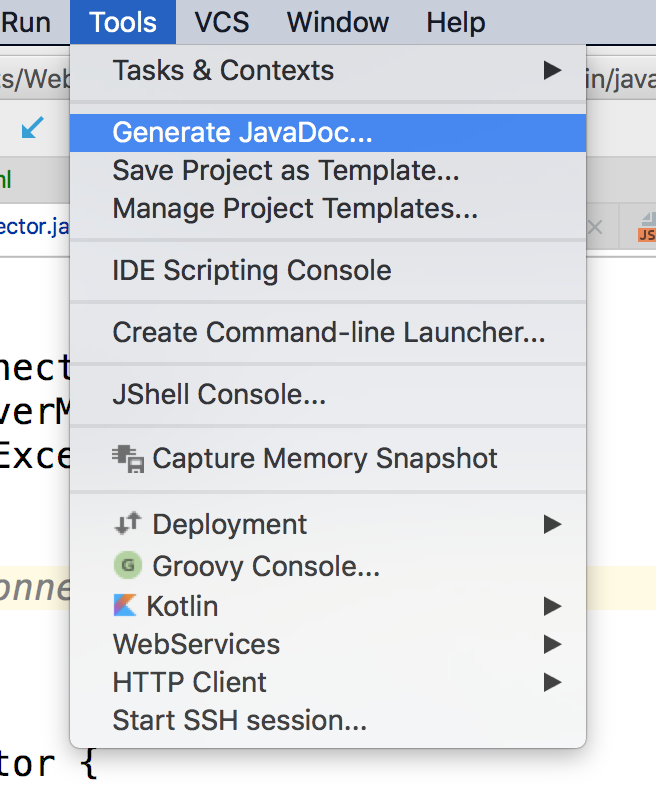 Run Tools VCS Window Help
Tasks & Contexts
ts/Web
in/java
Generate JavaDoc...
Save Project as Template...
ml
Manage Project Templates...
ector.ja
JS
IDE Scripting Console
Create Command-line Launcher...
nect
JShell Console...
verM
Exce
Capture Memory Snapshot
Deployment
G Groovy Console...
onne
Kotlin
WebServices
HTTP Client
Start SSH session...
tor {